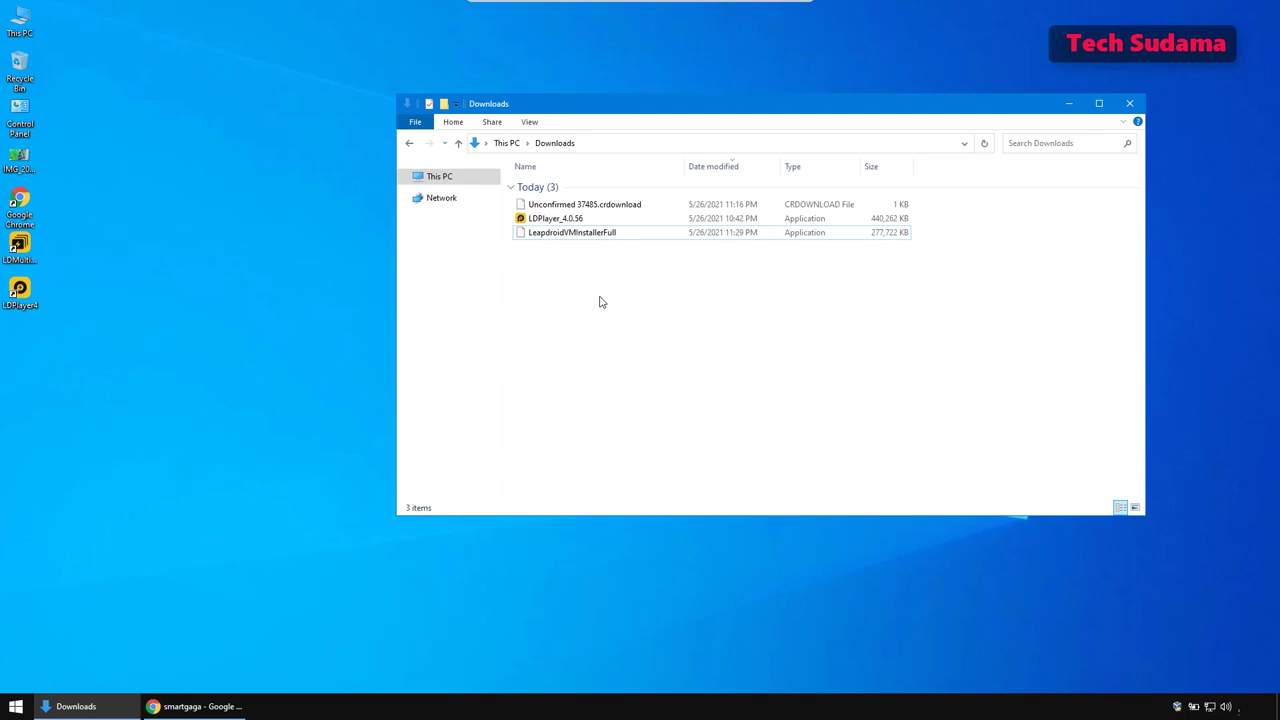 This PC
Recycle
Bin
Control
Panel
IMG_20...
Google
Chrome
LDMulti...
LDPlayer4
Tech Sudama
Downloads
File
Home
Share
View
This PC
Downloads
Search Downloads
This PC
Network
Name
Date modified
Type
Size
Today (3)
Unconfirmed 37485.crdownload 5/26/2021 11:16 PM CRDOWNLOAD File 1 KB
LDPlayer_4.0.56 5/26/2021 10:42 PM Application 440,262 KB
LeapdroidVMInstallerFull 5/26/2021 11:29 PM Application 277,722 KB
3 items
Downloads
smartgaga - Google ...